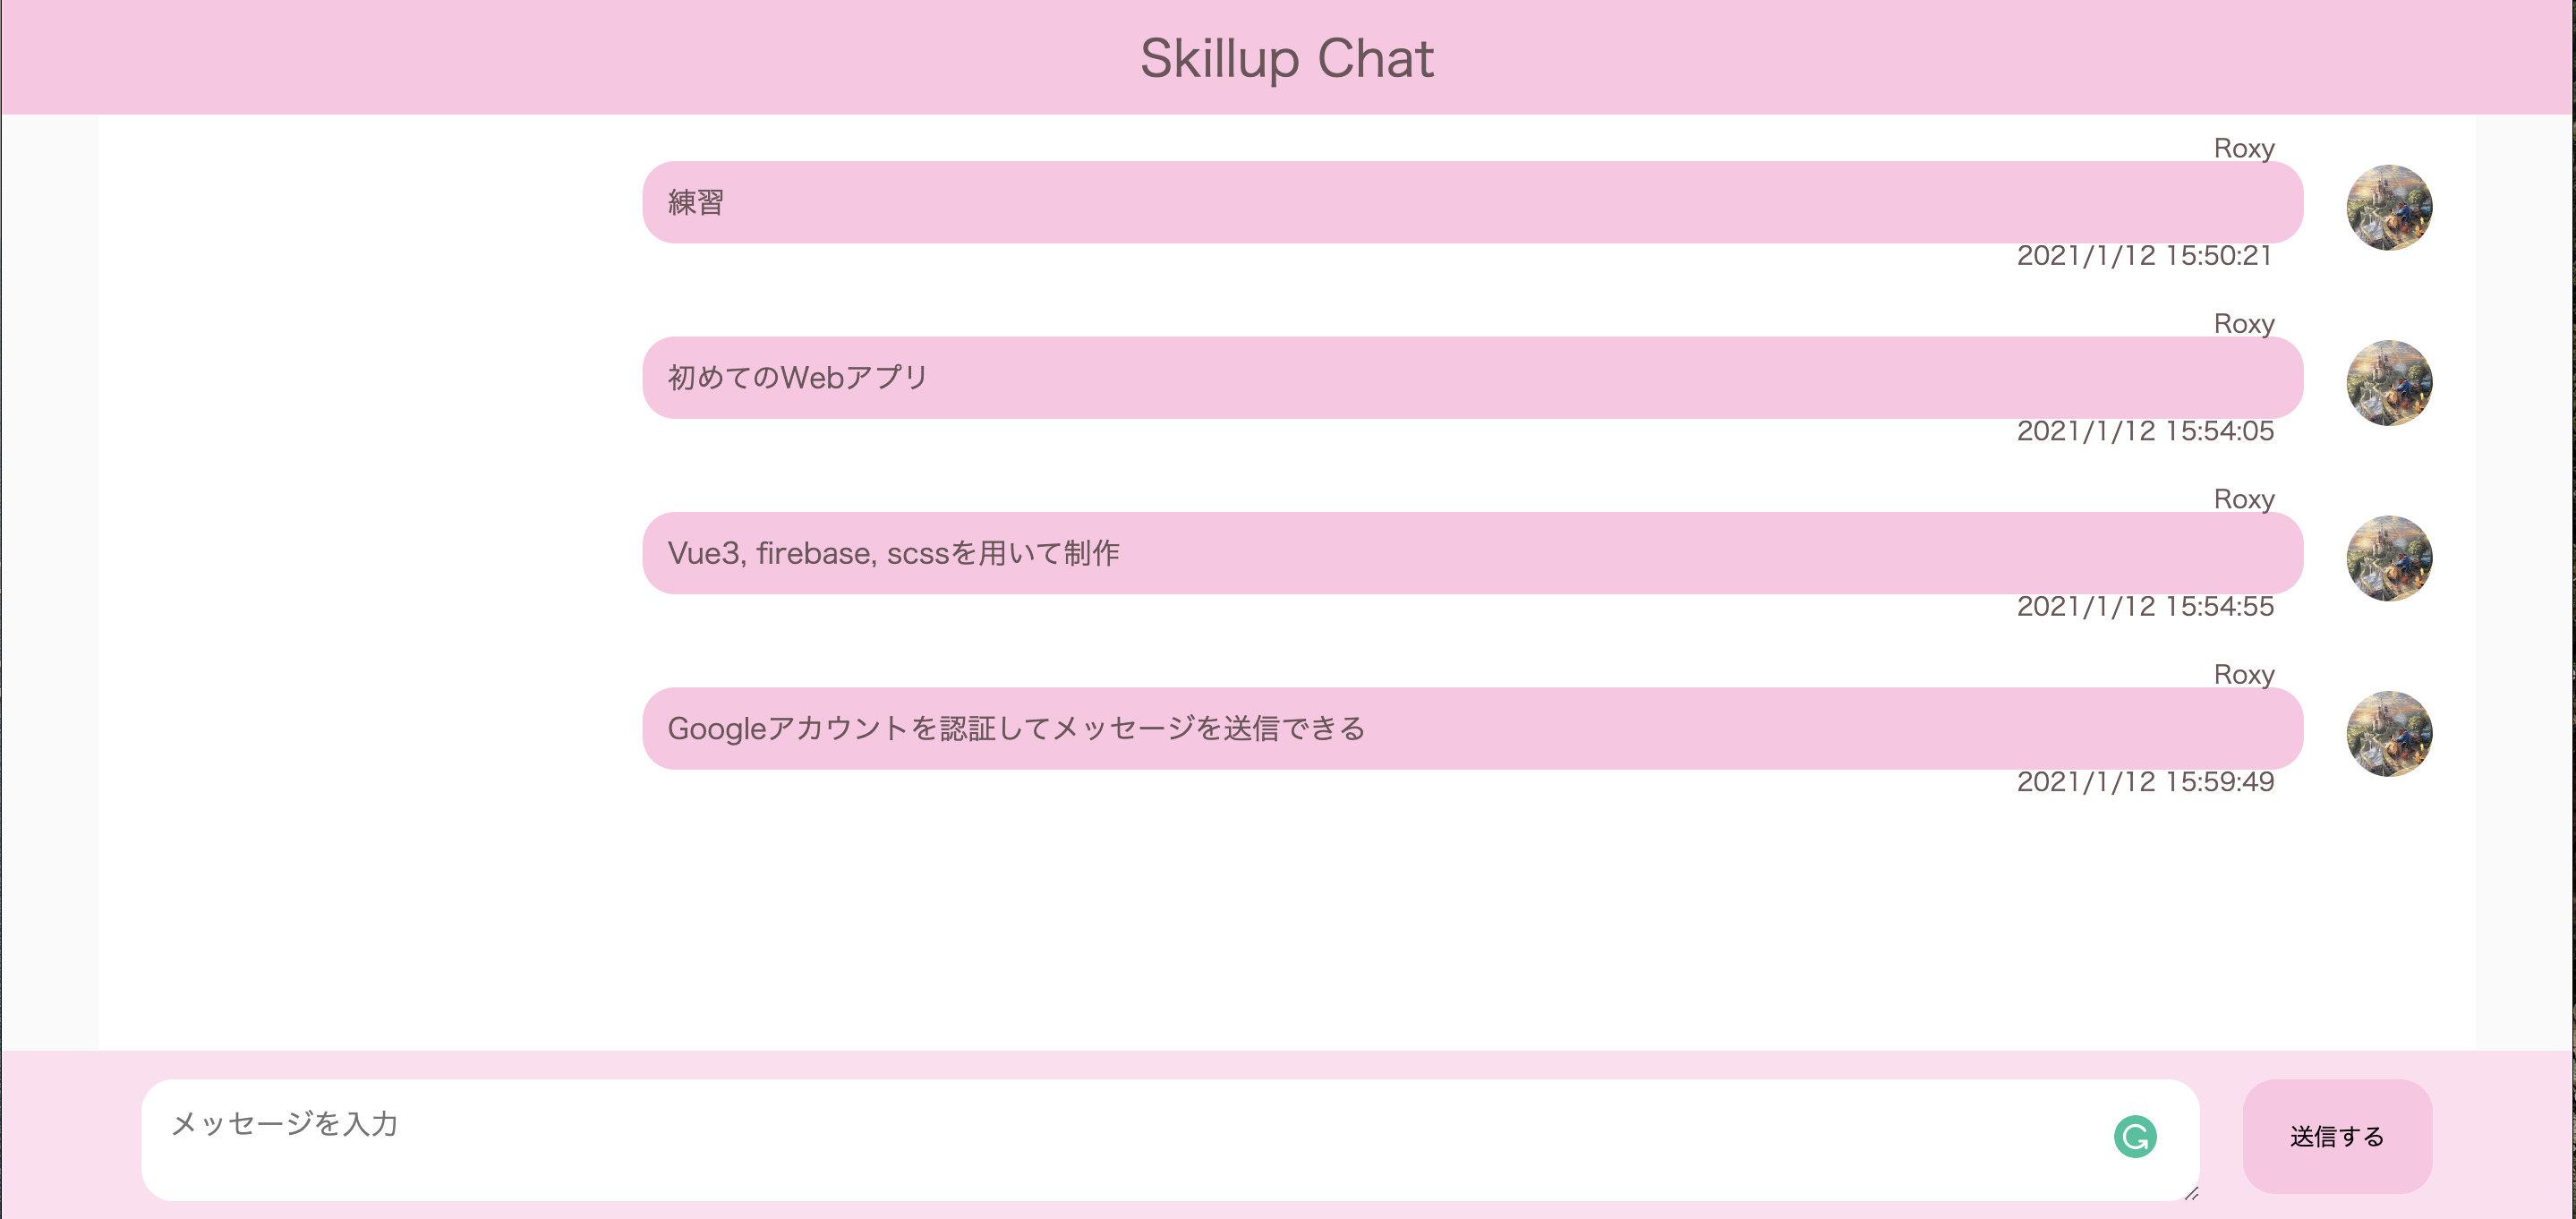 Skillup Chat
Roxy
練習
2021/1/12 15:50:21
Roxy
初めてのWebアプリ
2021/1/12 15:54:05
Roxy
Vue3, firebase, scssを用いて制作
2021/1/12 15:54:55
Roxy
Googleアカウントを認証してメッセージを送信できる
2021/1/12 15:59:49
メッセージを入力
送信する